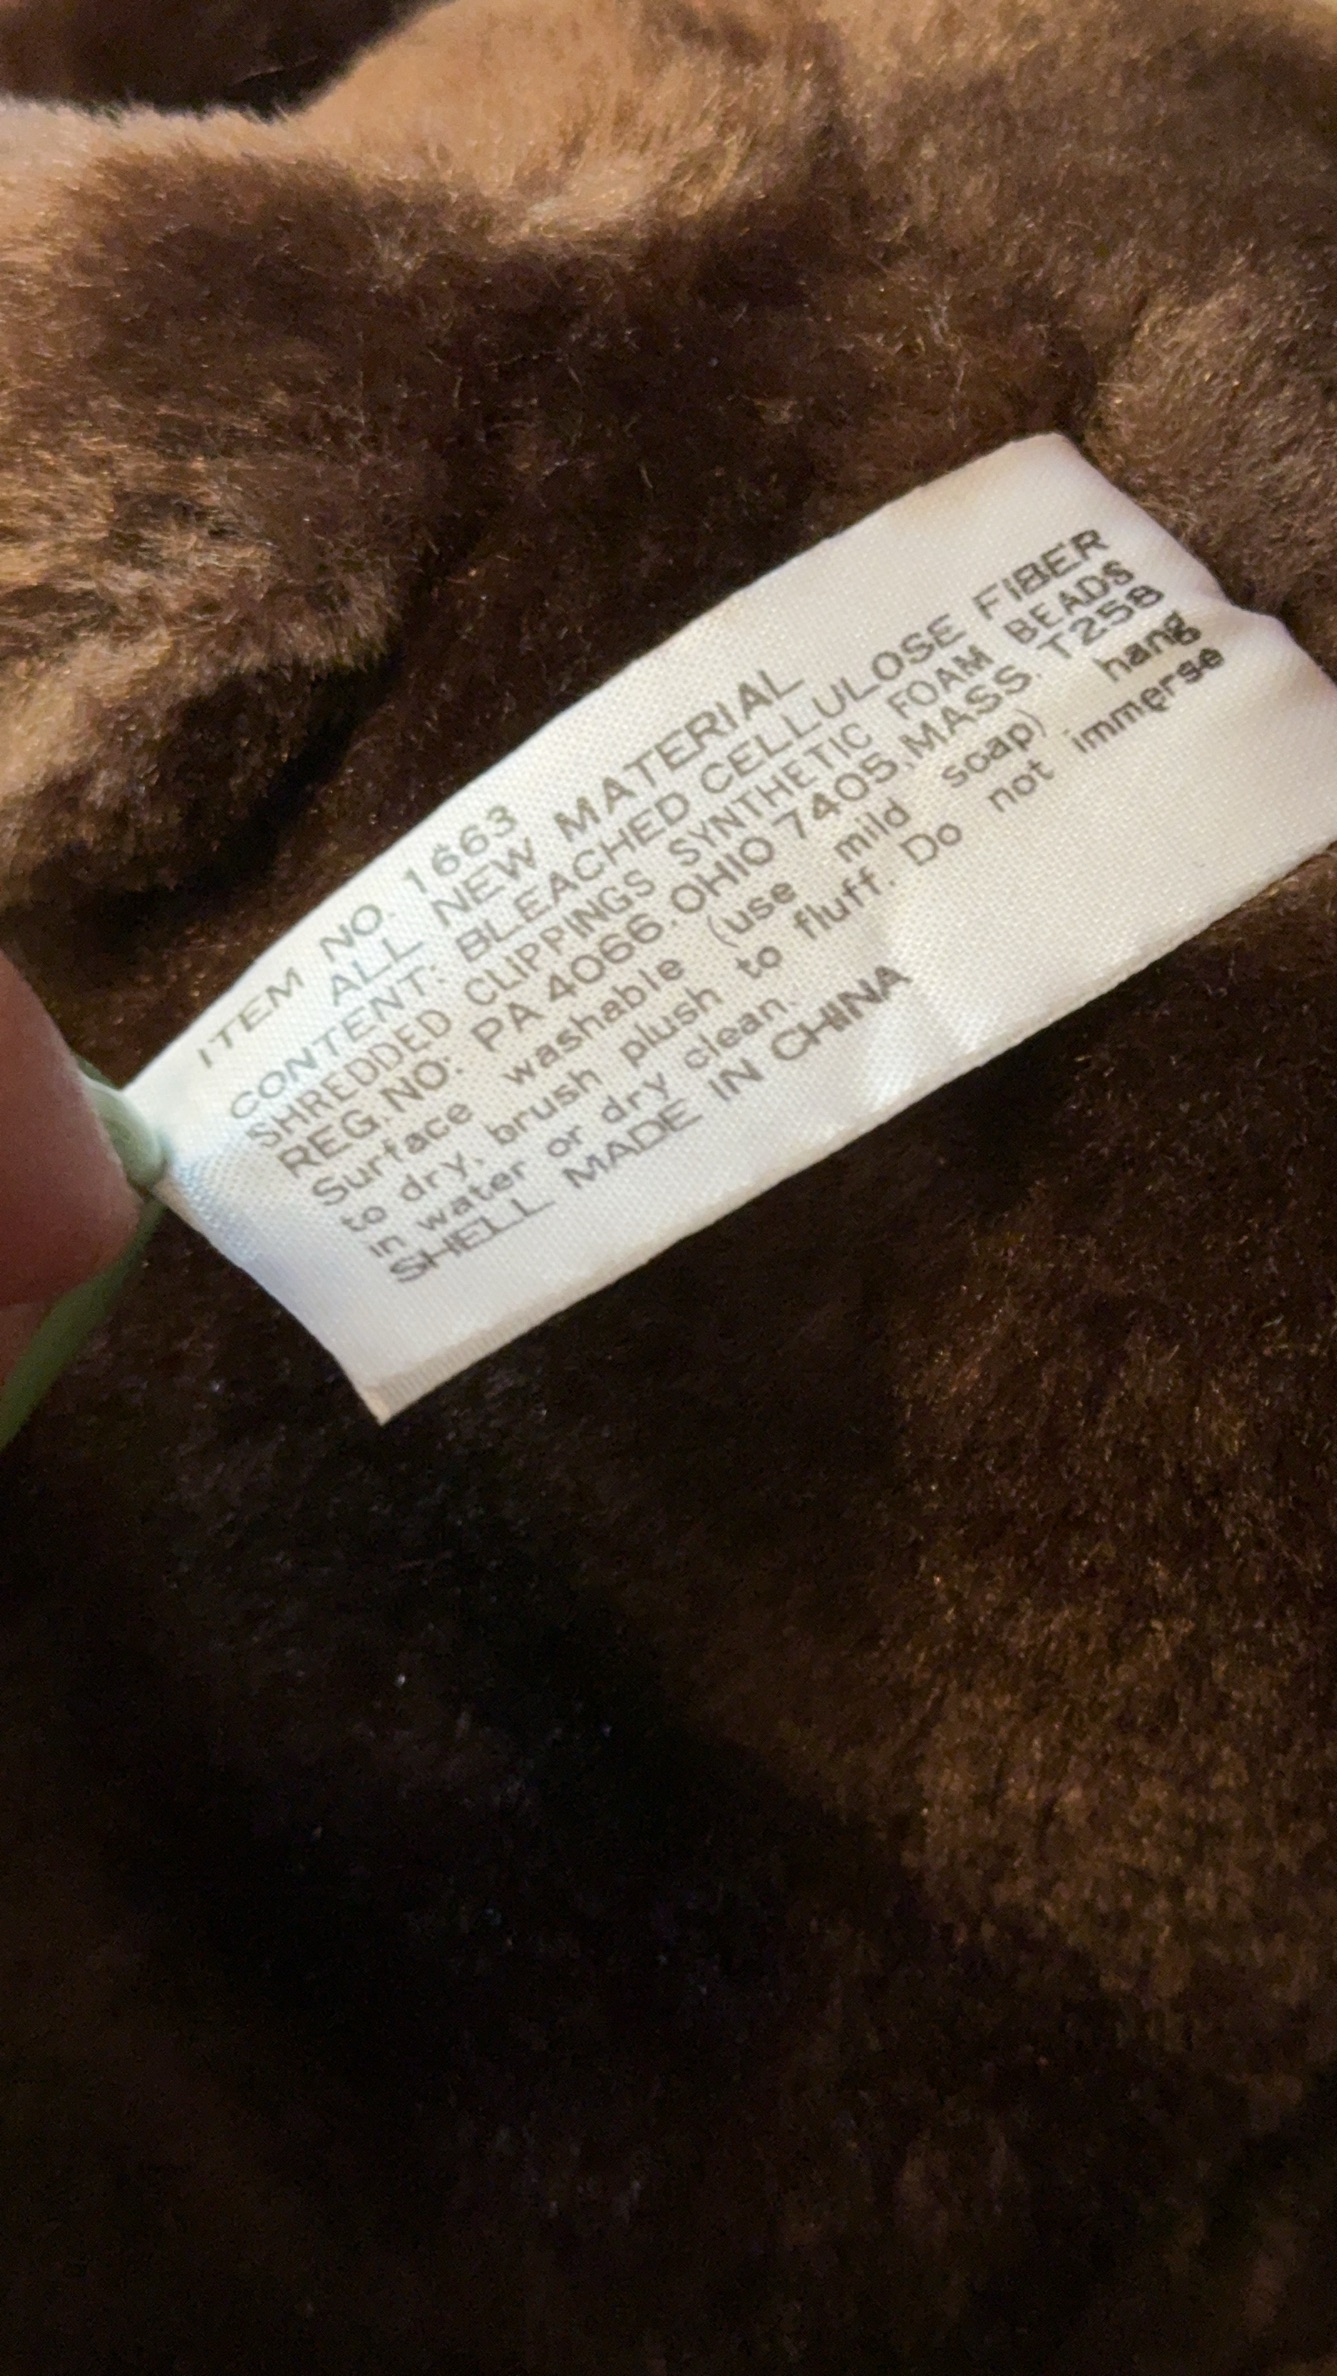 ITEM NO. 1663
ALL NEW MATERIAL
CONTENT: BLEACHED CELLULOSE FIBER
SHREDDED CLIPPINGS SYNTHETIC FOAM BEADS
REG.NO: PA 4066.OHIO 7405,MASS. T258
Surface washable (use mild soap) hang
to dry, brush plush to fluff. Do not immerse
in water or dry clean.
SHELL MADE IN CHINA